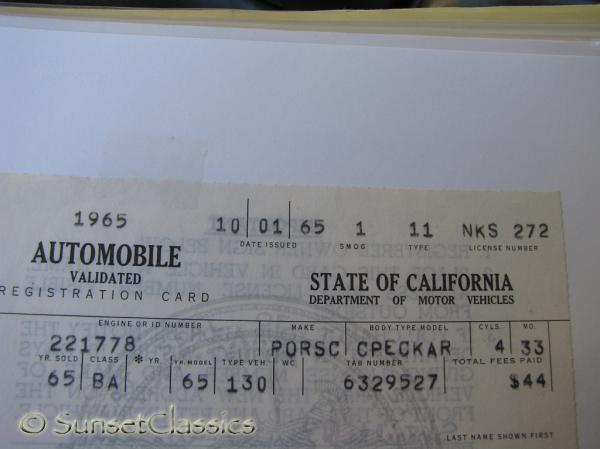 1965 10 01 65 1 11 NKS 272
DATE ISSUED SMOG TYPE LICENSE NUMBER
AUTOMOBILE
VALIDATED
REGISTRATION CARD
STATE OF CALIFORNIA
DEPARTMENT OF MOTOR VEHICLES
ENGINE OR ID NUMBER MAKE BODY TYPE MODEL CYLS. MO.
221778 PORSC CPECKAR 4 33
YR. SOLD CLASS * YR. YR. MODEL TYPE VEH. WC TAB NUMBER TOTAL FEES PAID
65 BA 65 130 6329527 $44
LAST NAME SHOWN FIRST
© SunsetClassics